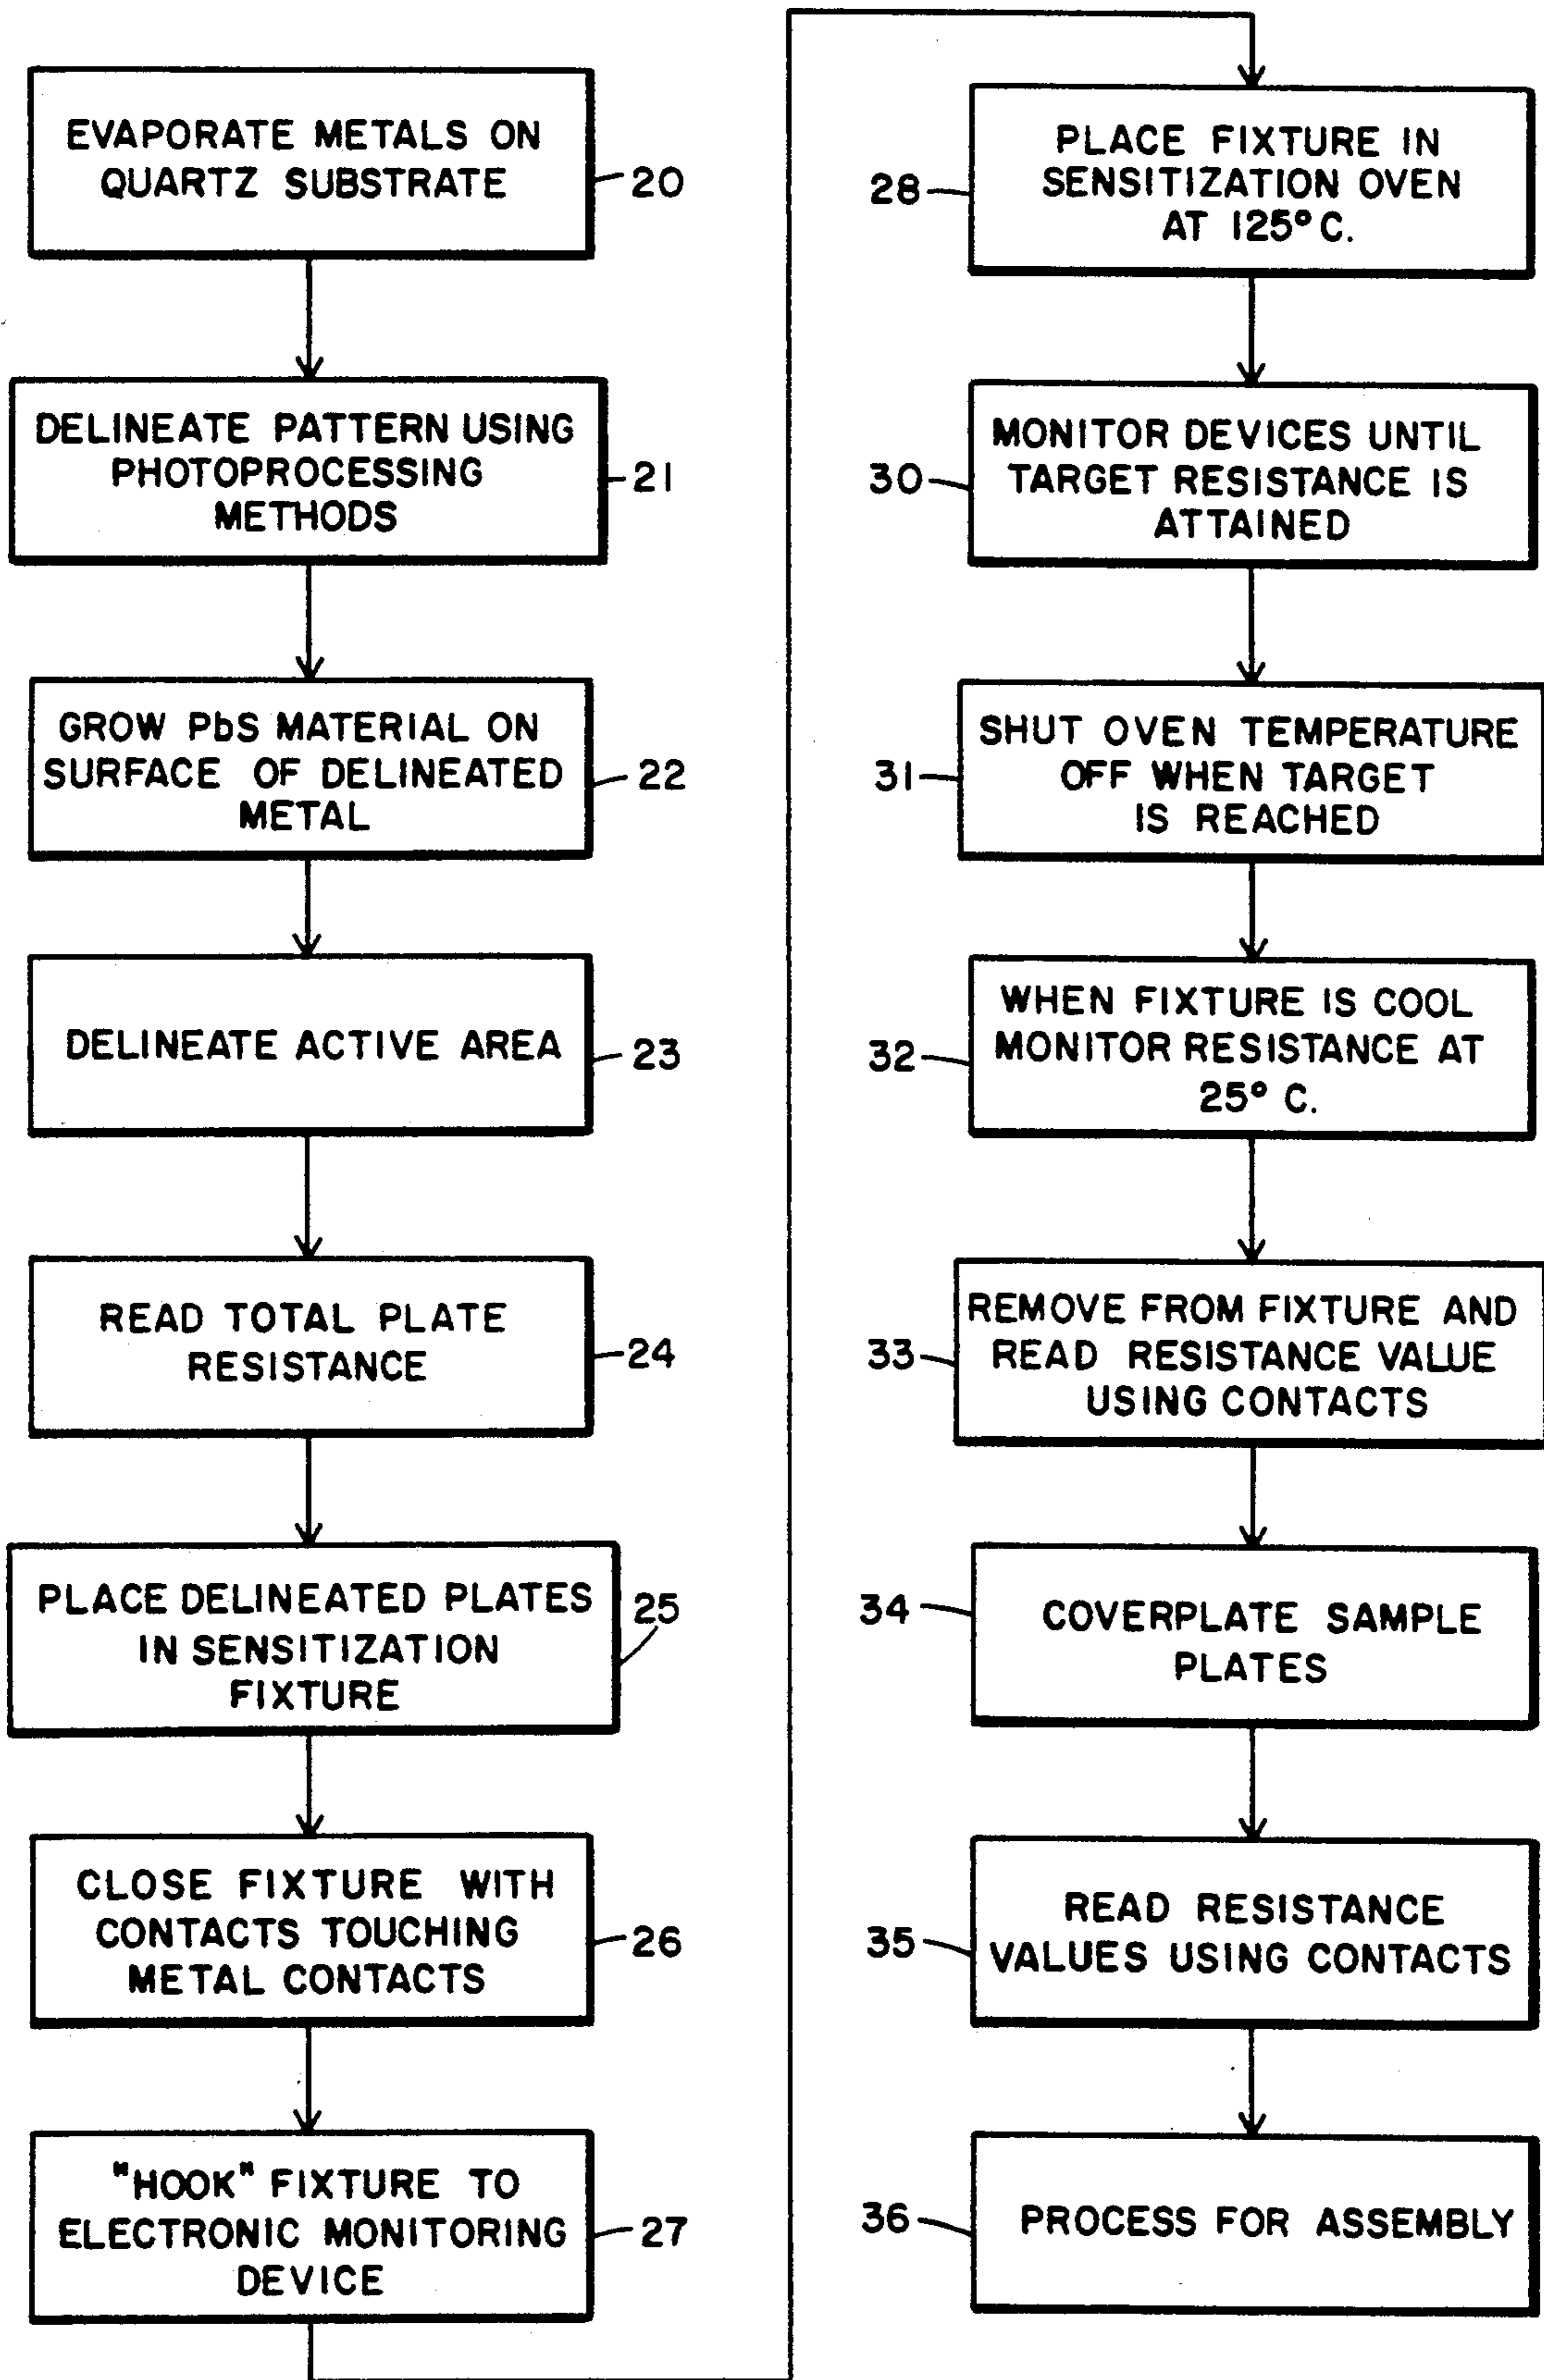 EVAPORATE METALS ON
QUARTZ SUBSTRATE
20
DELINEATE PATTERN USING
PHOTOPROCESSING
METHODS
21
GROW PbS MATERIAL ON
SURFACE OF DELINEATED
METAL
22
DELINEATE ACTIVE AREA
23
READ TOTAL PLATE
RESISTANCE
24
PLACE DELINEATED PLATES
IN SENSITIZATION
FIXTURE
25
CLOSE FIXTURE WITH
CONTACTS TOUCHING
METAL CONTACTS
26
"HOOK" FIXTURE TO
ELECTRONIC MONITORING
DEVICE
27
PLACE FIXTURE IN
SENSITIZATION OVEN
AT 125° C.
28
MONITOR DEVICES UNTIL
TARGET RESISTANCE IS
ATTAINED
30
SHUT OVEN TEMPERATURE
OFF WHEN TARGET
IS REACHED
31
WHEN FIXTURE IS COOL
MONITOR RESISTANCE AT
25° C.
32
REMOVE FROM FIXTURE AND
READ RESISTANCE VALUE
USING CONTACTS
33
COVERPLATE SAMPLE
PLATES
34
READ RESISTANCE
VALUES USING CONTACTS
35
PROCESS FOR ASSEMBLY
36